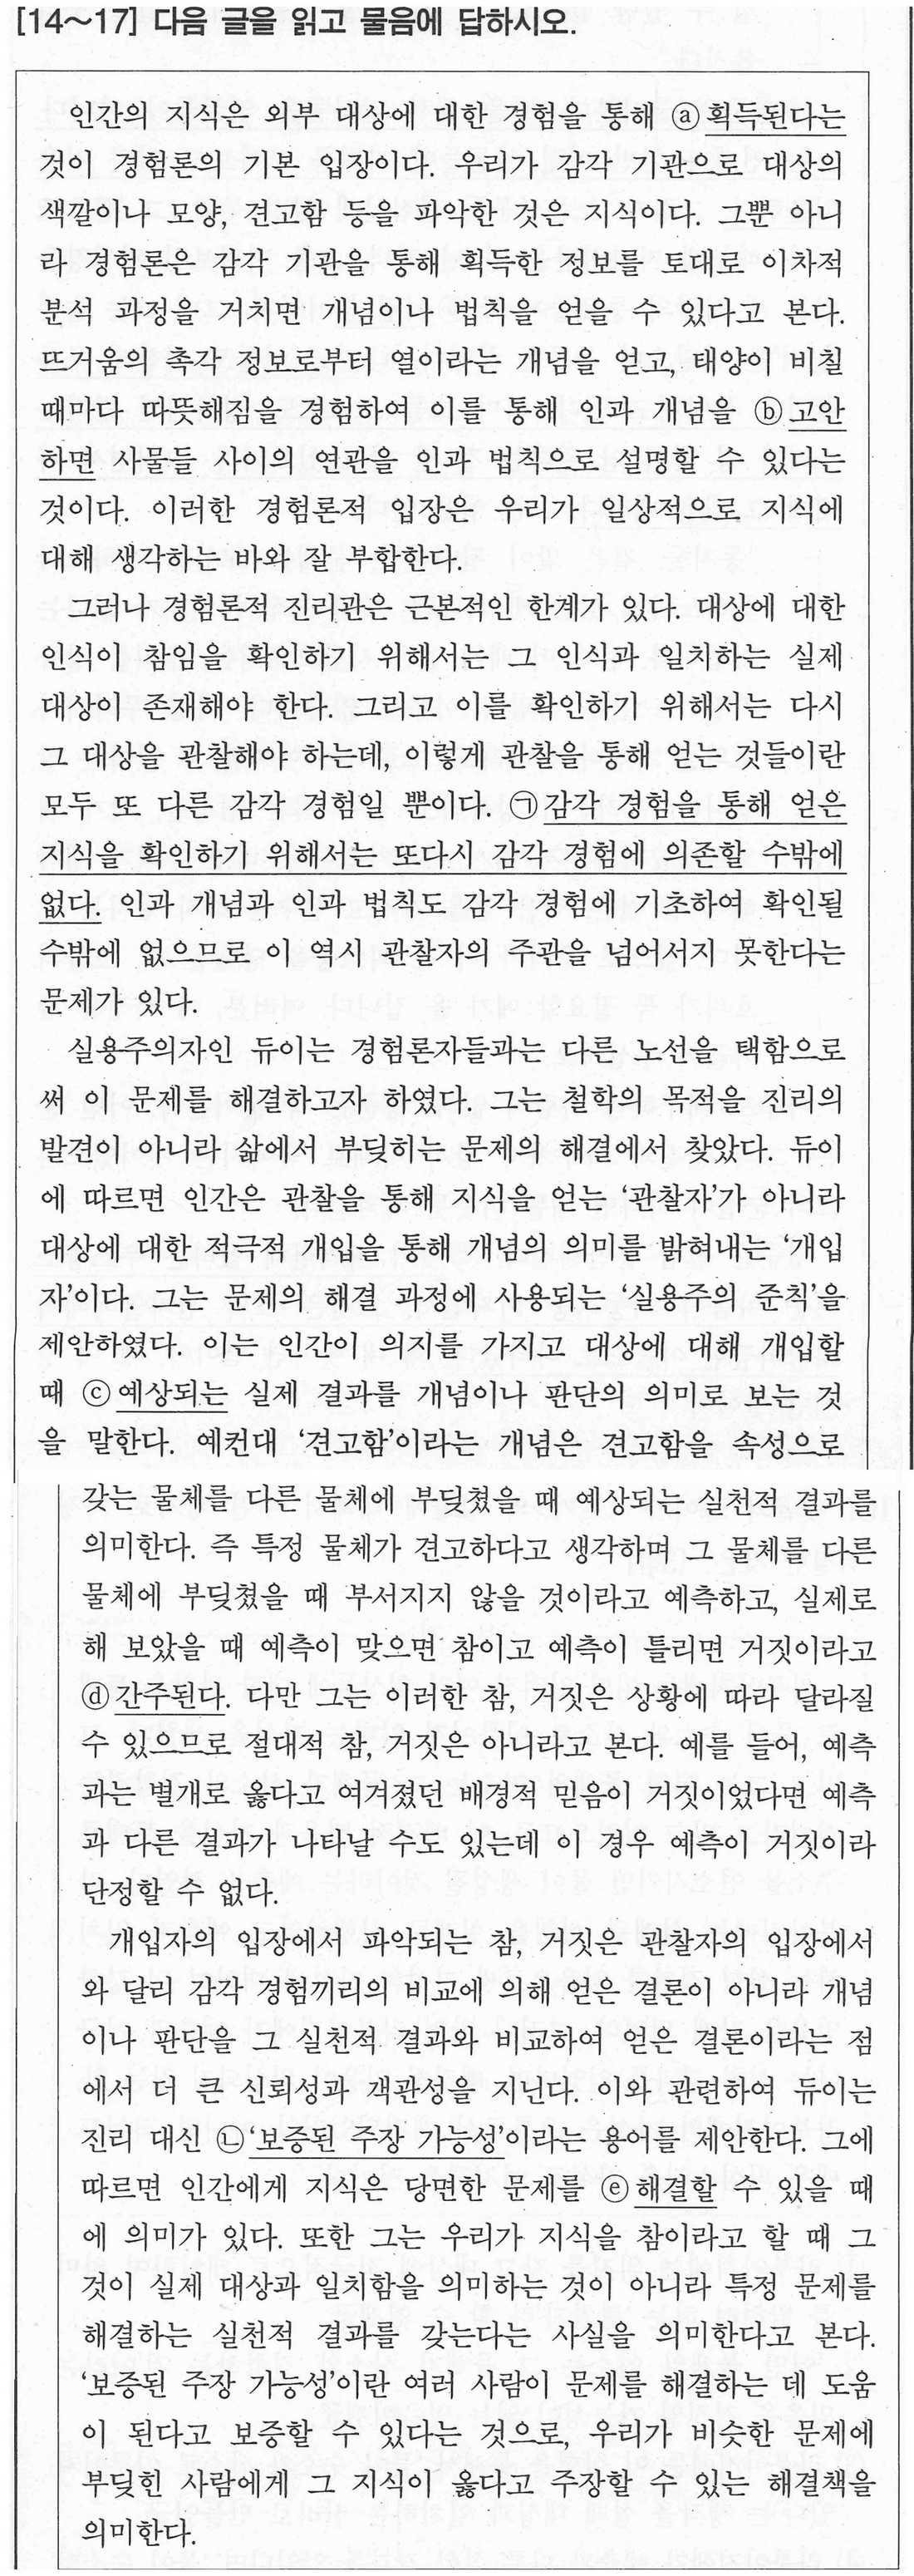 [14~17] 다음 글을 읽고 물음에 답하시오.
인간의 지식은 외부 대상에 대한 경험을 통해 ⓐ획득된다는
것이 경험론의 기본 입장이다. 우리가 감각 기관으로 대상의
색깔이나 모양, 견고함 등을 파악한 것은 지식이다. 그뿐 아니
라 경험론은 감각 기관을 통해 획득한 정보를 토대로 이차적
분석 과정을 거치면 개념이나 법칙을 얻을 수 있다고 본다.
뜨거움의 촉각 정보로부터 열이라는 개념을 얻고, 태양이 비칠
때마다 따뜻해짐을 경험하여 이를 통해 인과 개념을 ⓑ고안
하면 사물들 사이의 연관을 인과 법칙으로 설명할 수 있다는
것이다. 이러한 경험론적 입장은 우리가 일상적으로 지식에
대해 생각하는 바와 잘 부합한다.
그러나 경험론적 진리관은 근본적인 한계가 있다. 대상에 대한
인식이 참임을 확인하기 위해서는 그 인식과 일치하는 실제
대상이 존재해야 한다. 그리고 이를 확인하기 위해서는 다시
그 대상을 관찰해야 하는데, 이렇게 관찰을 통해 얻는 것들이란
모두 또 다른 감각 경험일 뿐이다. ㉠감각 경험을 통해 얻은
지식을 확인하기 위해서는 또다시 감각 경험에 의존할 수밖에
없다. 인과 개념과 인과 법칙도 감각 경험에 기초하여 확인될
수밖에 없으므로 이 역시 관찰자의 주관을 넘어서지 못한다는
문제가 있다.
실용주의자인 듀이는 경험론자들과는 다른 노선을 택함으로
써 이 문제를 해결하고자 하였다. 그는 철학의 목적을 진리의
발견이 아니라 삶에서 부딪히는 문제의 해결에서 찾았다. 듀이
에 따르면 인간은 관찰을 통해 지식을 얻는 ‘관찰자’가 아니라
대상에 대한 적극적 개입을 통해 개념의 의미를 밝혀내는 ‘개입
자’이다. 그는 문제의 해결 과정에 사용되는 ‘실용주의 준칙’을
제안하였다. 이는 인간이 의지를 가지고 대상에 대해 개입할
때 ⓒ예상되는 실제 결과를 개념이나 판단의 의미로 보는 것
을 말한다. 예컨대 ‘견고함’이라는 개념은 견고함을 속성으로
갖는 물체를 다른 물체에 부딪쳤을 때 예상되는 실천적 결과를
의미한다. 즉 특정 물체가 견고하다고 생각하며 그 물체를 다른
물체에 부딪쳤을 때 부서지지 않을 것이라고 예측하고, 실제로
해 보았을 때 예측이 맞으면 참이고 예측이 틀리면 거짓이라고
ⓓ간주된다. 다만 그는 이러한 참, 거짓은 상황에 따라 달라질
수 있으므로 절대적 참, 거짓은 아니라고 본다. 예를 들어, 예측
과는 별개로 옳다고 여겨졌던 배경적 믿음이 거짓이었다면 예측
과 다른 결과가 나타날 수도 있는데 이 경우 예측이 거짓이라
단정할 수 없다.
개입자의 입장에서 파악되는 참, 거짓은 관찰자의 입장에서
와 달리 감각 경험끼리의 비교에 의해 얻은 결론이 아니라 개념
이나 판단을 그 실천적 결과와 비교하여 얻은 결론이라는 점
에서 더 큰 신뢰성과 객관성을 지닌다. 이와 관련하여 듀이는
진리 대신 ㉡‘보증된 주장 가능성’이라는 용어를 제안한다. 그에
따르면 인간에게 지식은 당면한 문제를 ⓔ해결할 수 있을 때
에 의미가 있다. 또한 그는 우리가 지식을 참이라고 할 때 그
것이 실제 대상과 일치함을 의미하는 것이 아니라 특정 문제를
해결하는 실천적 결과를 갖는다는 사실을 의미한다고 본다.
‘보증된 주장 가능성’이란 여러 사람이 문제를 해결하는 데 도움
이 된다고 보증할 수 있다는 것으로, 우리가 비슷한 문제에
부딪힌 사람에게 그 지식이 옳다고 주장할 수 있는 해결책을
의미한다.